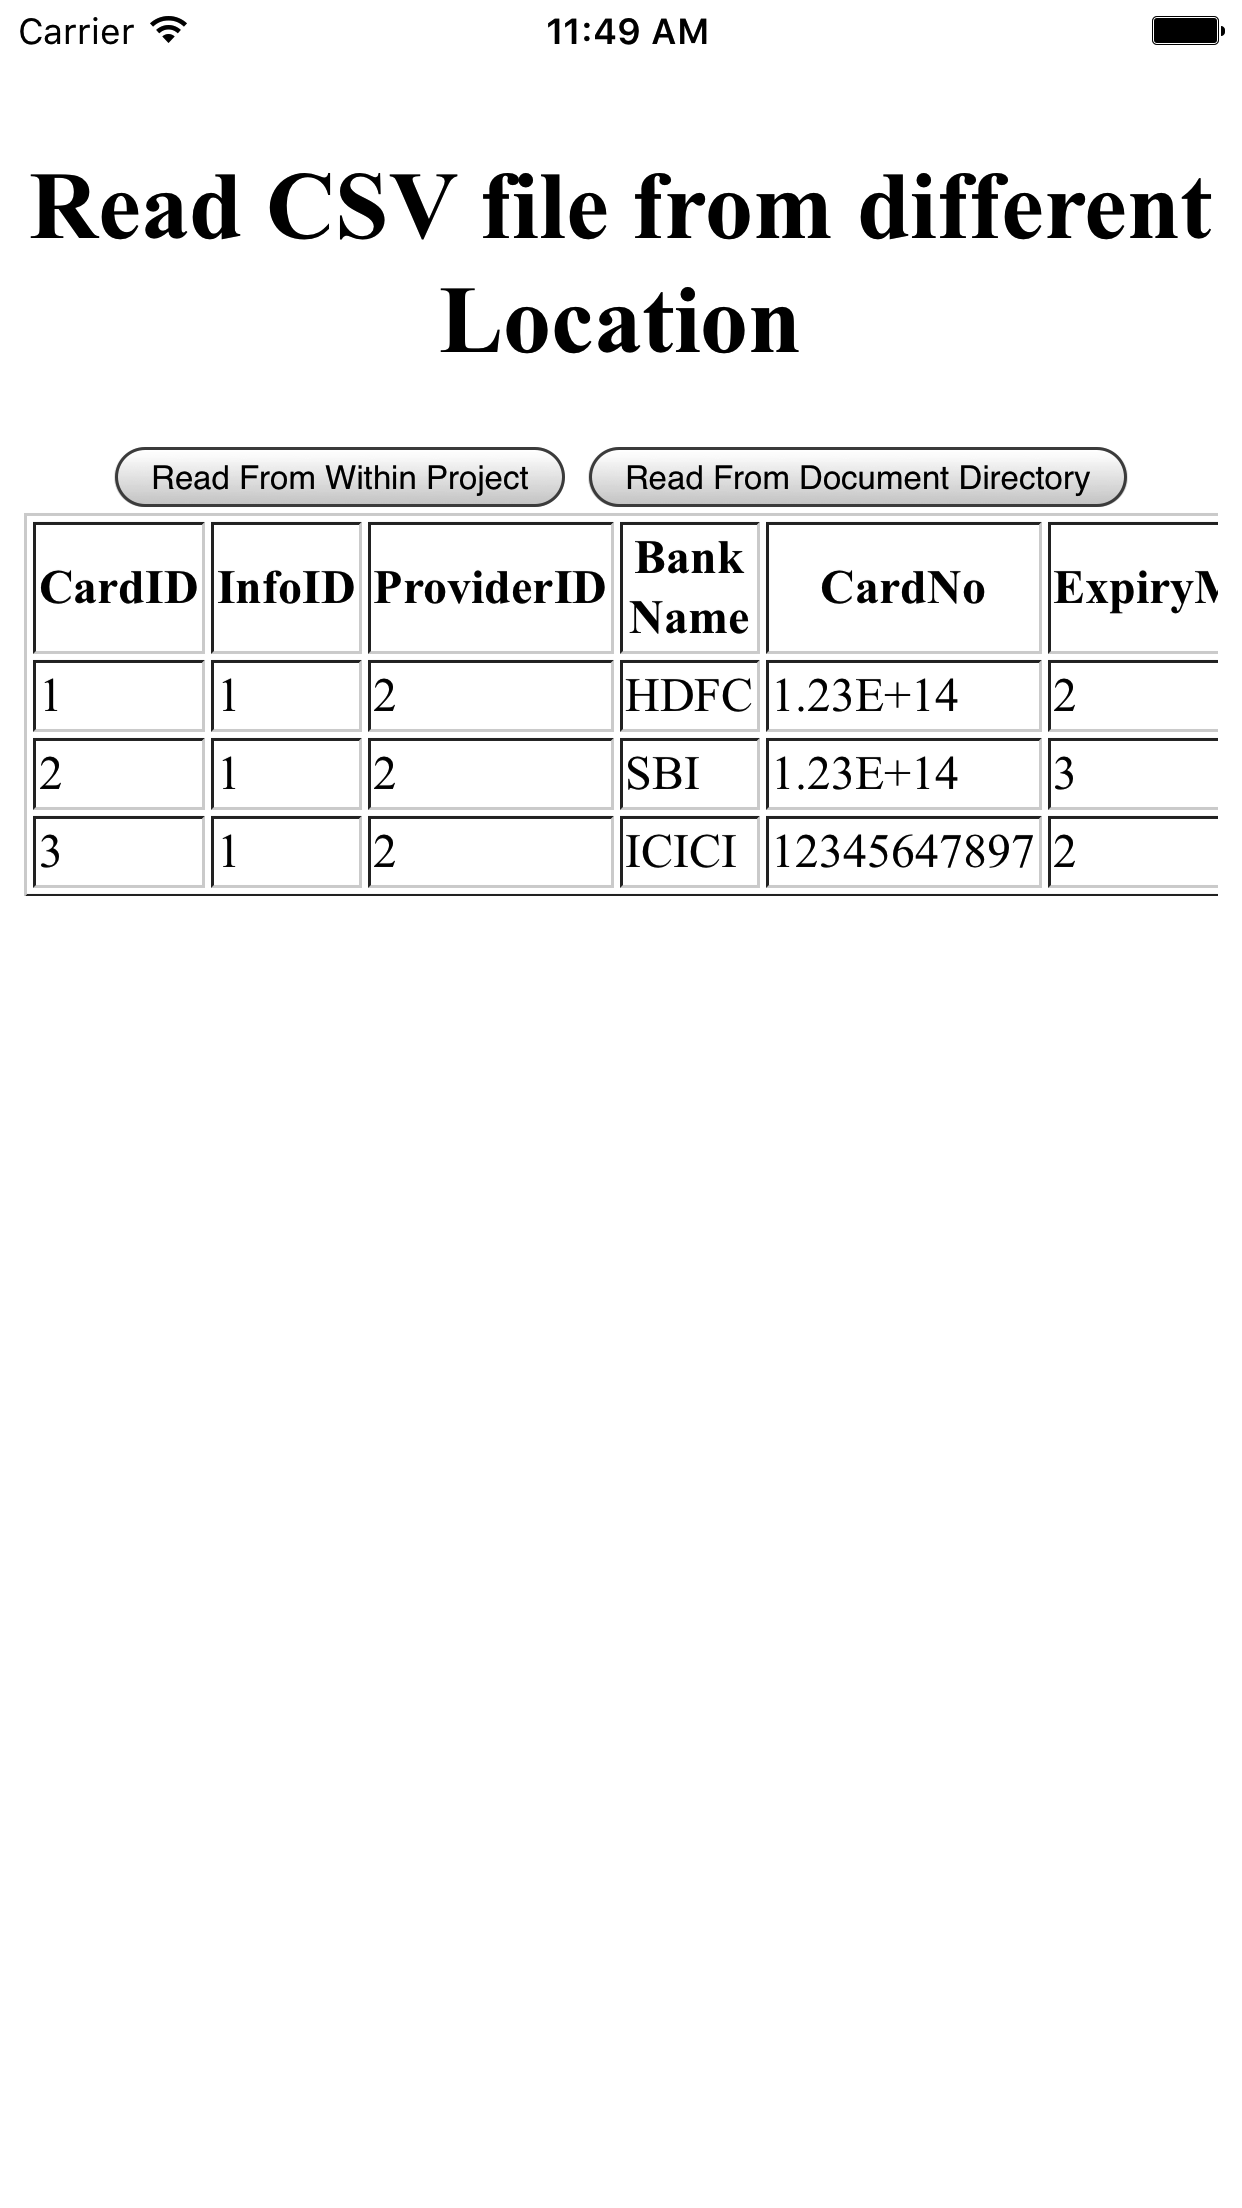 Carrier 11:49 AM
Read CSV file from different
Location
Read From Within Project Read From Document Directory
CardID InfoID ProviderID Bank Name CardNo ExpiryM
1 1 2 HDFC 1.23E+14 2
2 1 2 SBI 1.23E+14 3
3 1 2 ICICI 12345647897 2